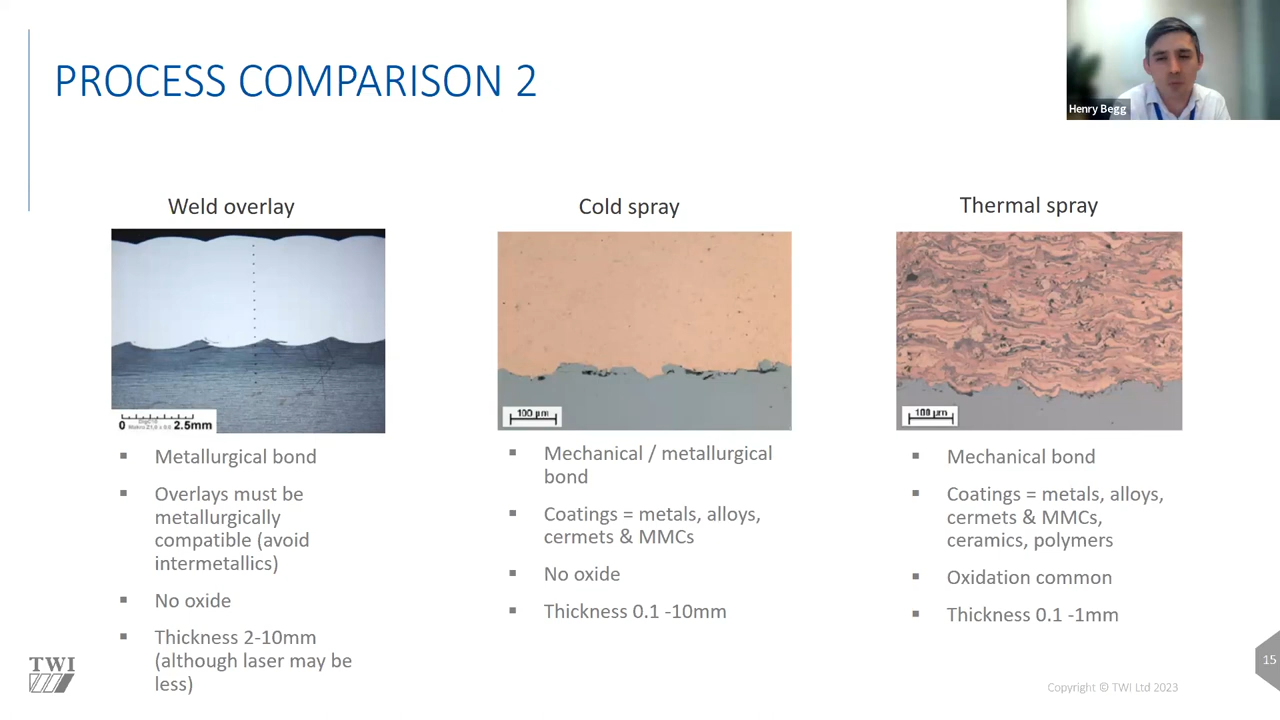 PROCESS COMPARISON 2
Henry Begg
Weld overlay
0 2.5mm
▪ Metallurgical bond
▪ Overlays must be
metallurgically
compatible (avoid
intermetallics)
▪ No oxide
▪ Thickness 2-10mm
(although laser may be
less)
Cold spray
100 µm
▪ Mechanical / metallurgical
bond
▪ Coatings = metals, alloys,
cermets & MMCs
▪ No oxide
▪ Thickness 0.1 -10mm
Thermal spray
100 µm
▪ Mechanical bond
▪ Coatings = metals, alloys,
cermets & MMCs,
ceramics, polymers
▪ Oxidation common
▪ Thickness 0.1 -1mm
TWI
15
Copyright © TWI Ltd 2023